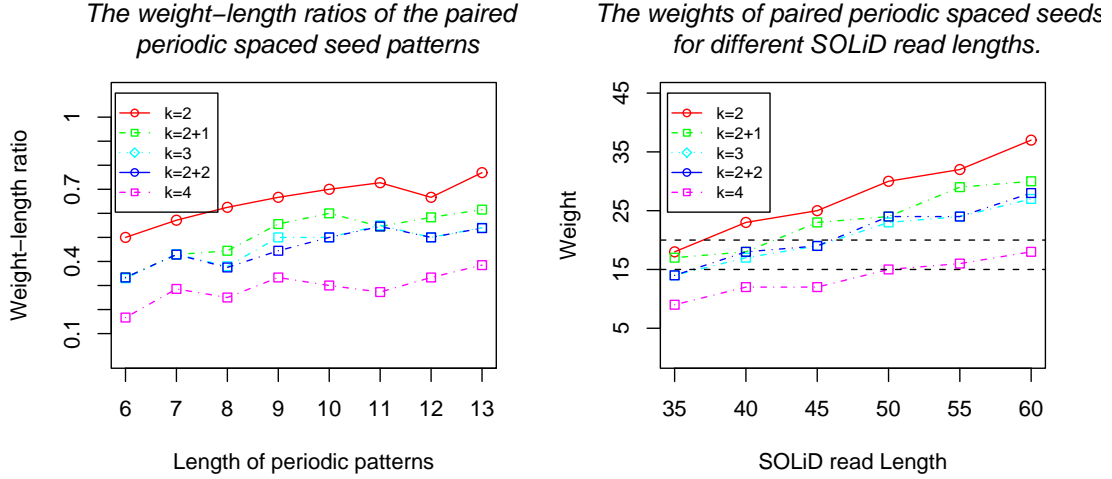 The weight−length ratios of the paired
periodic spaced seed patterns
Weight−length ratio
1
0.7
0.4
0.1
k=2
k=2+1
k=3
k=2+2
k=4
6 7 8 9 10 11 12 13
Length of periodic patterns
The weights of paired periodic spaced seeds
for different SOLiD read lengths.
Weight
45
35
25
15
5
k=2
k=2+1
k=3
k=2+2
k=4
35 40 45 50 55 60
SOLiD read Length